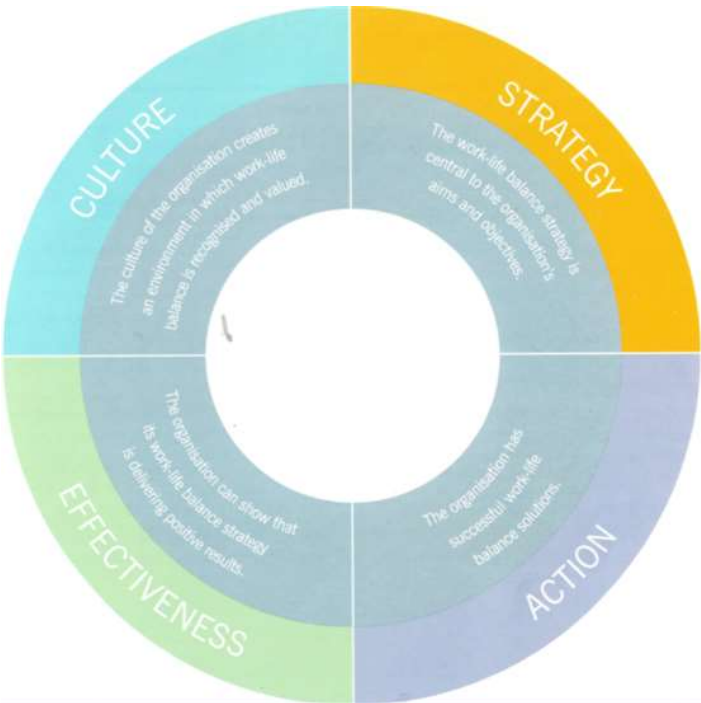 CULTURE
The culture of the organisation creates
an environment in which work-life
balance is recognised and valued.
STRATEGY
The work-life balance strategy is
central to the organisation's
aims and objectives.
EFFECTIVENESS
The organisation can show that
its work-life balance strategy
is delivering positive results.
ACTION
The organisation has
successful work-life
balance solutions.